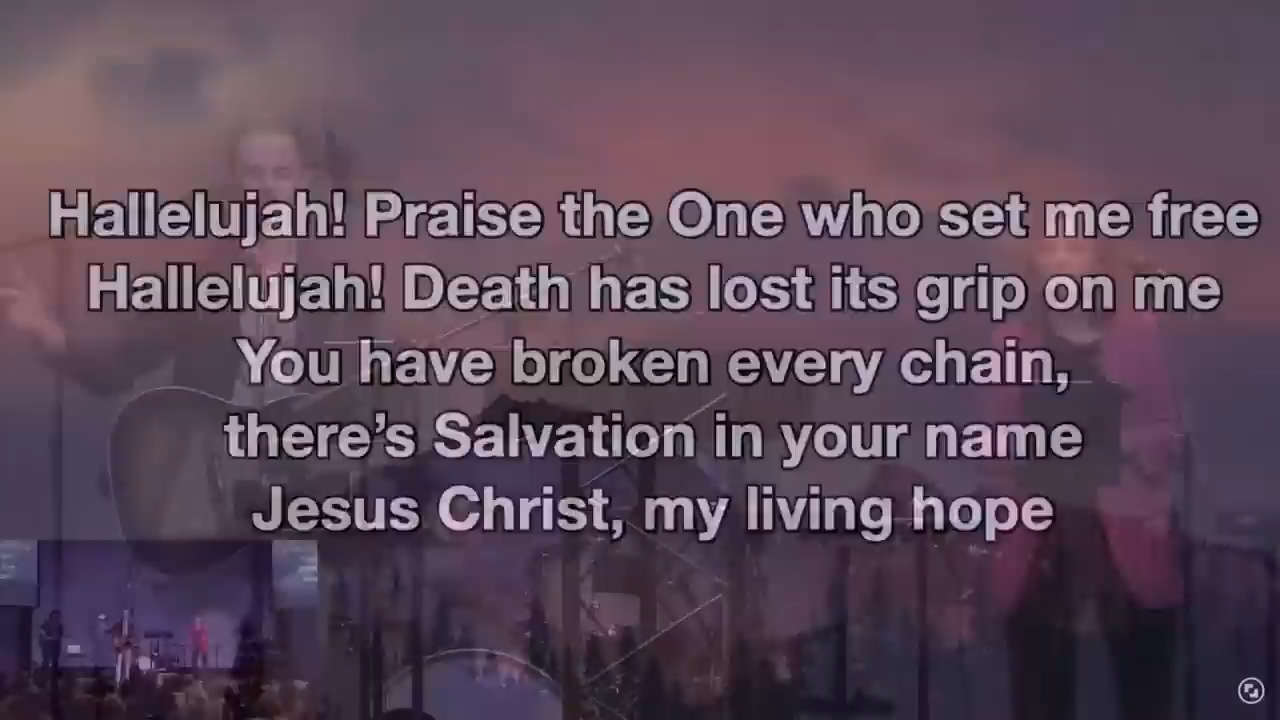 Hallelujah! Praise the One who set me free
Hallelujah! Death has lost its grip on me
You have broken every chain,
there’s Salvation in your name
Jesus Christ, my living hope